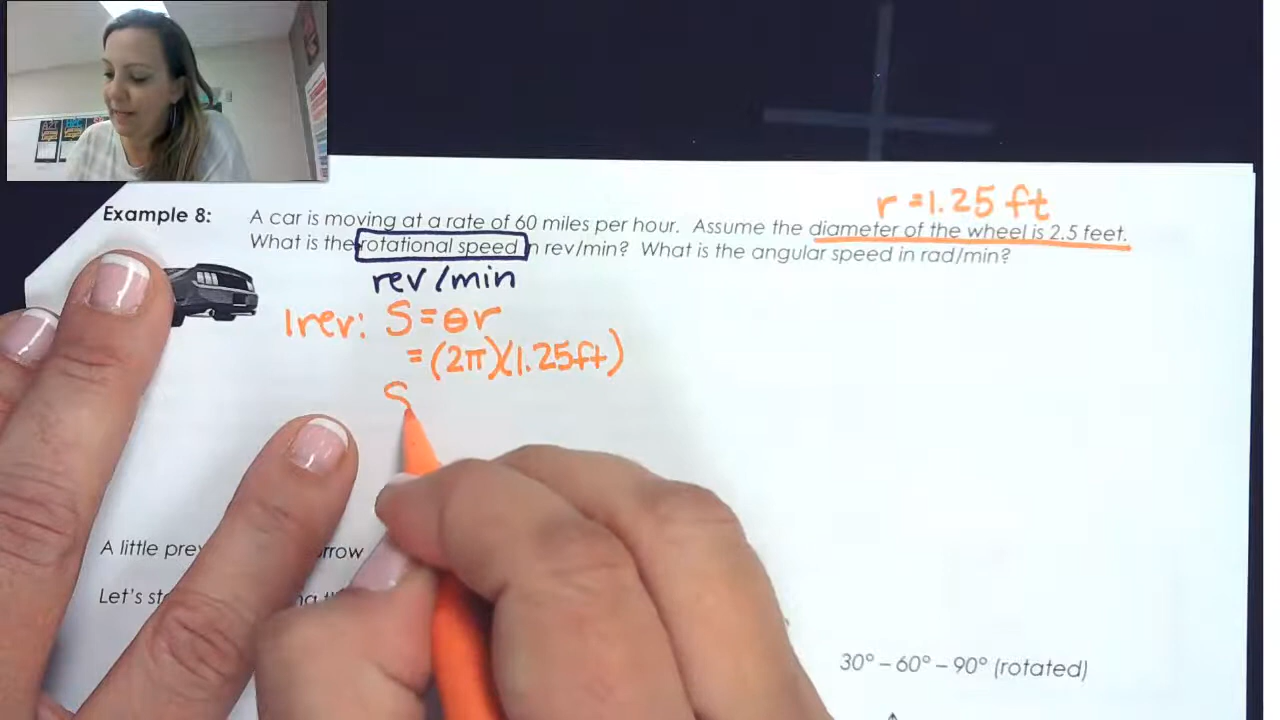 r = 1.25 ft
Example 8: A car is moving at a rate of 60 miles per hour. Assume the diameter of the wheel is 2.5 feet.
What is the rotational speed in rev/min? What is the angular speed in rad/min?
rev/min
1rev: S = θr
= (2π)(1.25ft)
S
A little
Let's
30° – 60° – 90° (rotated)